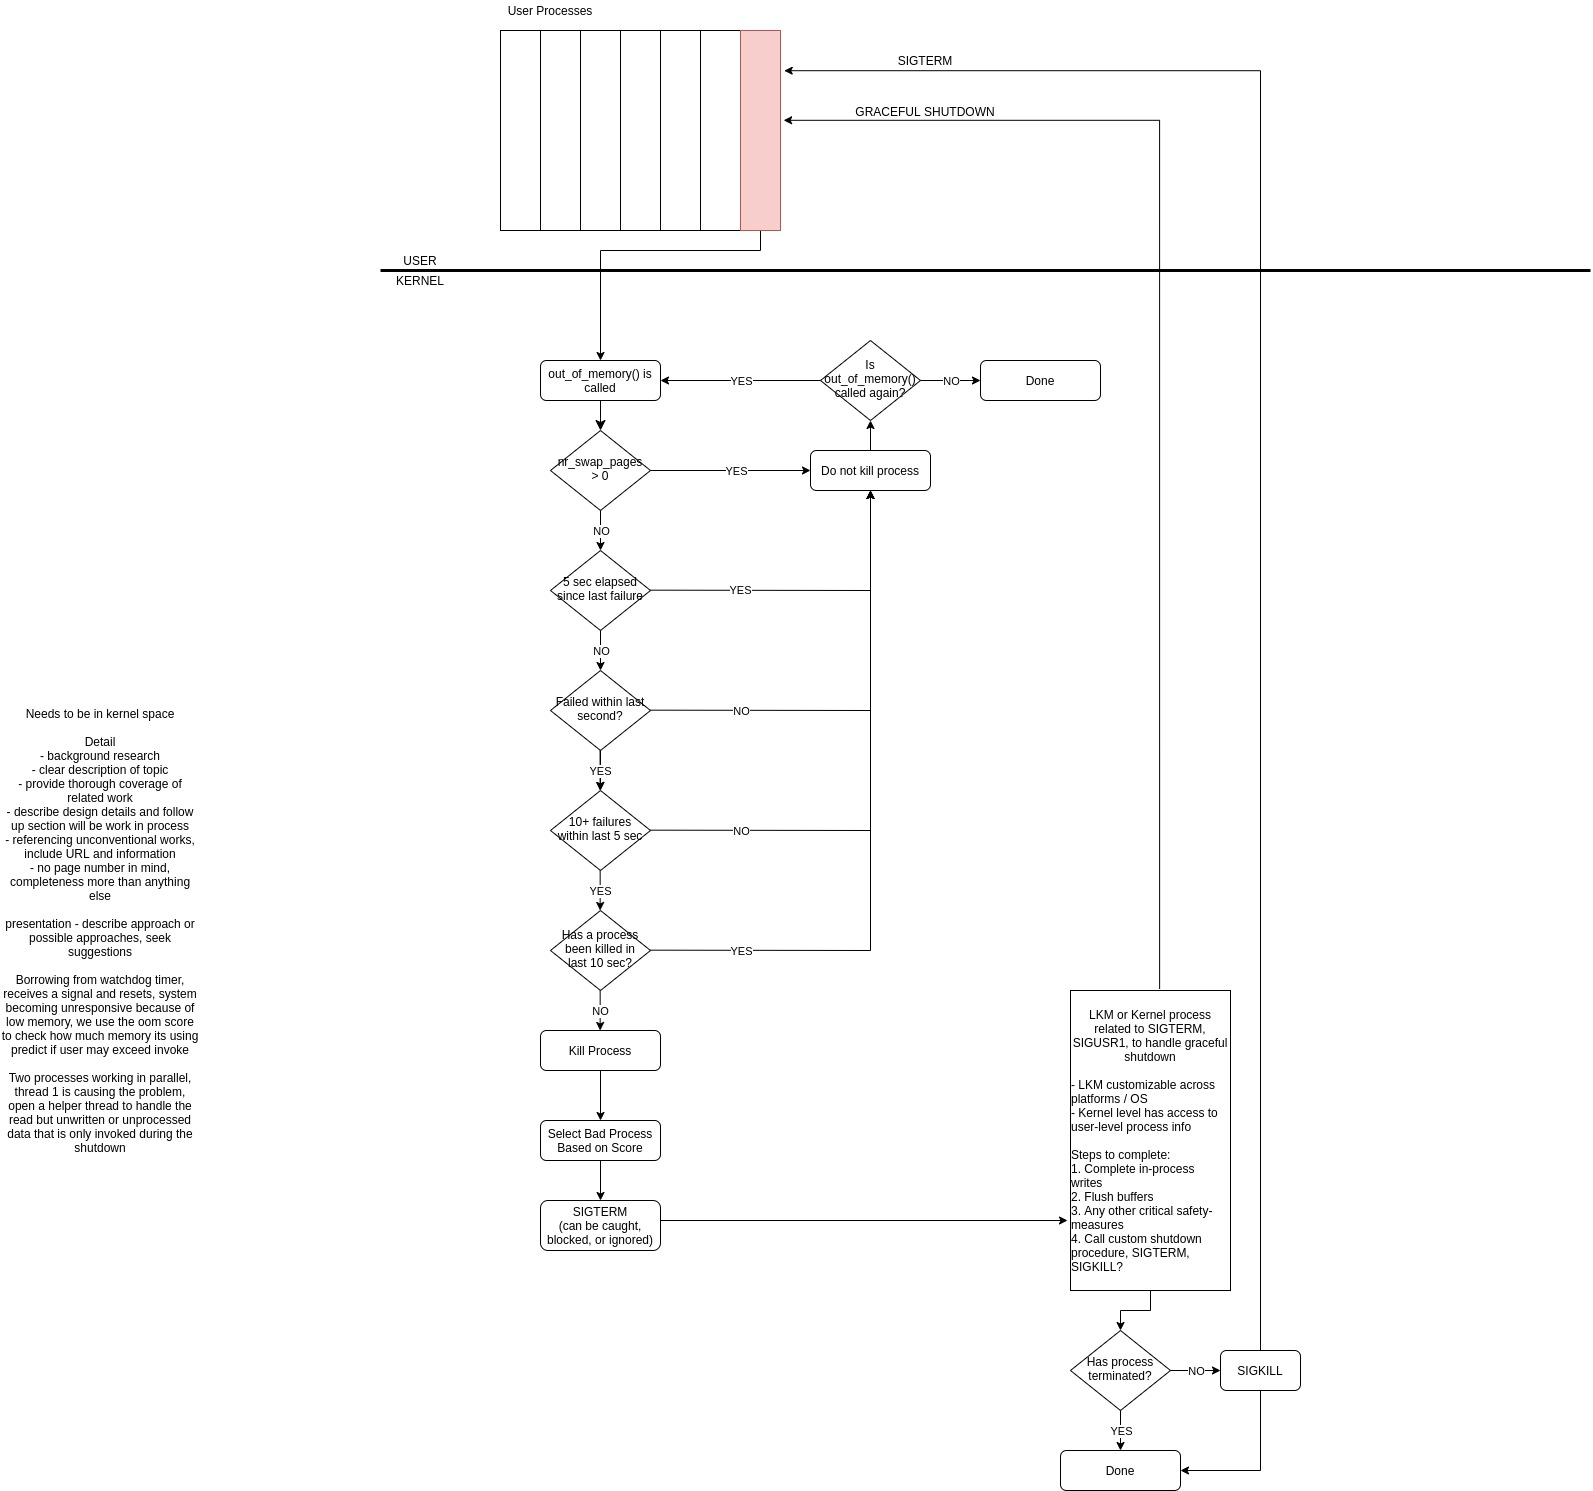 User Processes
SIGTERM
GRACEFUL SHUTDOWN
USER
KERNEL
out_of_memory() is
called
YES
Is
out_of_memory()
called again?
NO
Done
nr_swap_pages
> 0
YES
Do not kill process
NO
5 sec elapsed
since last failure
YES
NO
Failed within last
second?
NO
YES
10+ failures
within last 5 sec
NO
YES
Has a process
been killed in
last 10 sec?
YES
NO
Kill Process
Select Bad Process
Based on Score
SIGTERM
(can be caught,
blocked, or ignored)
Needs to be in kernel space
Detail
- background research
- clear description of topic
- provide thorough coverage of
related work
- describe design details and follow
up section will be work in process
- referencing unconventional works,
include URL and information
- no page number in mind,
completeness more than anything
else
presentation - describe approach or
possible approaches, seek
suggestions
Borrowing from watchdog timer,
receives a signal and resets, system
becoming unresponsive because of
low memory, we use the oom score
to check how much memory its using
predict if user may exceed invoke
Two processes working in parallel,
thread 1 is causing the problem,
open a helper thread to handle the
read but unwritten or unprocessed
data that is only invoked during the
shutdown
LKM or Kernel process
related to SIGTERM,
SIGUSR1, to handle graceful
shutdown
- LKM customizable across
platforms / OS
- Kernel level has access to
user-level process info
Steps to complete:
1. Complete in-process
writes
2. Flush buffers
3. Any other critical safety-
measures
4. Call custom shutdown
procedure, SIGTERM,
SIGKILL?
Has process
terminated?
NO
SIGKILL
YES
Done